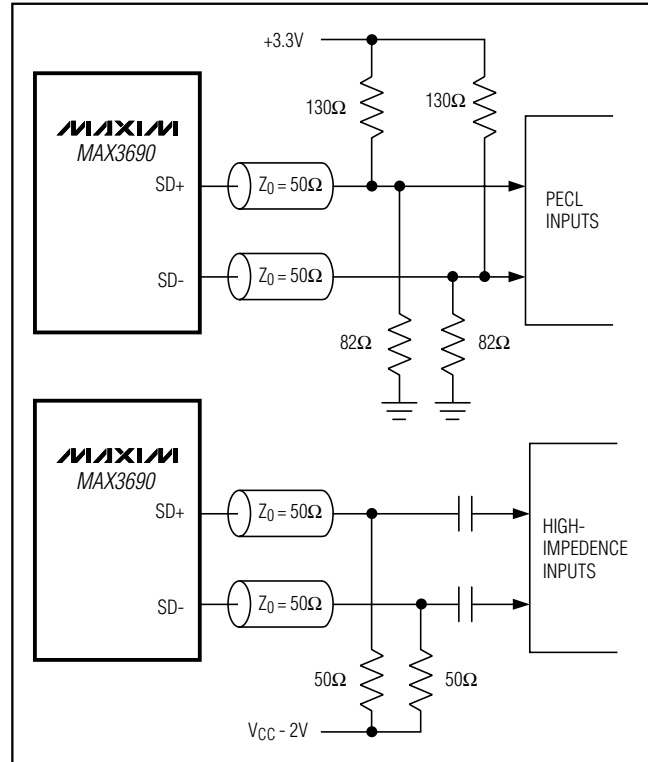 +3.3V
130Ω
130Ω
MAXIM
MAX3690
SD+
Z0 = 50Ω
PECL
INPUTS
SD-
Z0 = 50Ω
82Ω
82Ω
MAXIM
MAX3690
SD+
Z0 = 50Ω
HIGH-
IMPEDENCE
INPUTS
SD-
Z0 = 50Ω
50Ω
50Ω
VCC - 2V